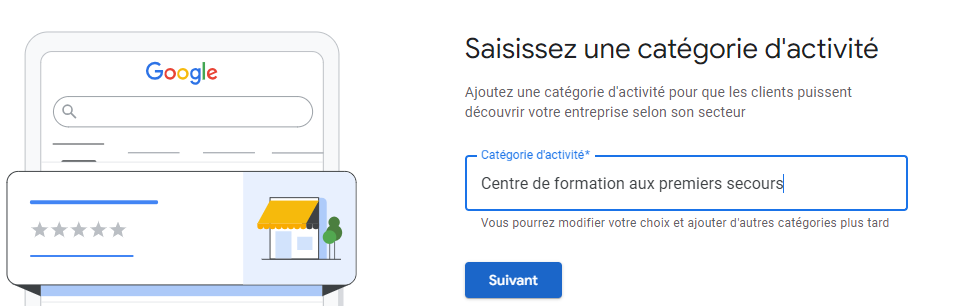 Google
Saisissez une catégorie d'activité
Ajoutez une catégorie d'activité pour que les clients puissent
découvrir votre entreprise selon son secteur
Catégorie d'activité*
Centre de formation aux premiers secours
Vous pourrez modifier votre choix et ajouter d'autres catégories plus tard
Suivant